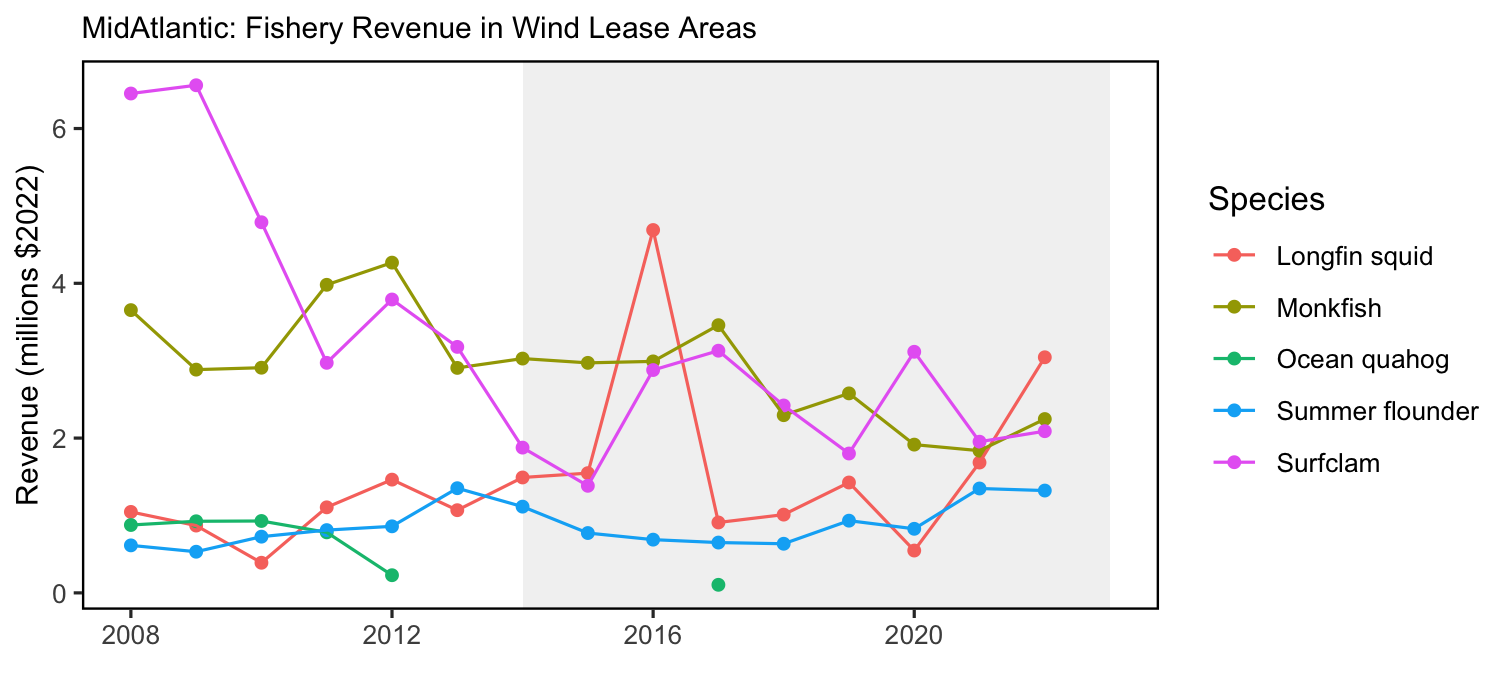 MidAtlantic: Fishery Revenue in Wind Lease Areas
Revenue (millions $2022)
6
4
2
0
2008
2012
2016
2020
Species
Longfin squid
Monkfish
Ocean quahog
Summer flounder
Surfclam